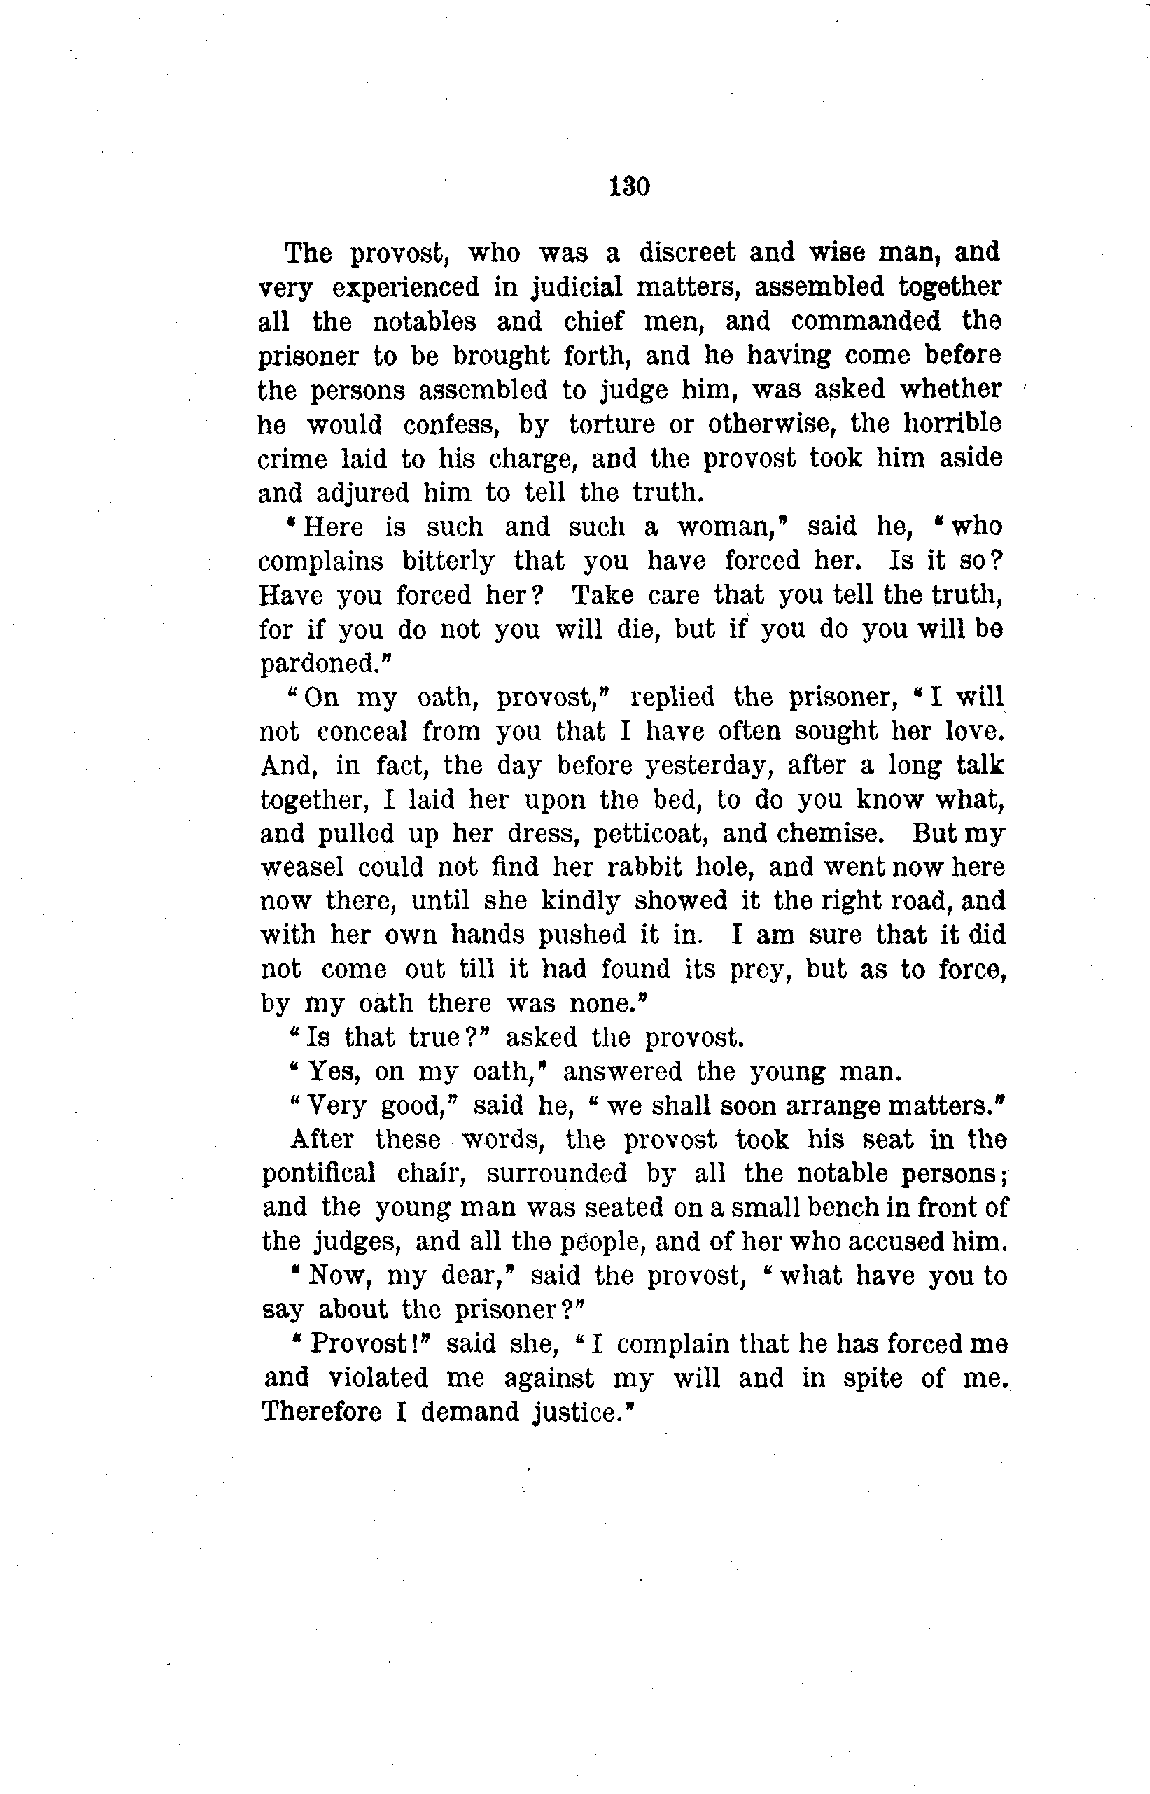 130
The provost, who was a discreet and wise man, and
very experienced in judicial matters, assembled together
all the notables and chief men, and commanded the
prisoner to be brought forth, and he having come before
the persons assembled to judge him, was asked whether
he would confess, by torture or otherwise, the horrible
crime laid to his charge, and the provost took him aside
and adjured him to tell the truth.
"Here is such and such a woman," said he, "who
complains bitterly that you have forced her. Is it so?
Have you forced her? Take care that you tell the truth,
for if you do not you will die, but if you do you will be
pardoned."
"On my oath, provost," replied the prisoner, "I will
not conceal from you that I have often sought her love.
And, in fact, the day before yesterday, after a long talk
together, I laid her upon the bed, to do you know what,
and pulled up her dress, petticoat, and chemise. But my
weasel could not find her rabbit hole, and went now here
now there, until she kindly showed it the right road, and
with her own hands pushed it in. I am sure that it did
not come out till it had found its prey, but as to force,
by my oath there was none."
"Is that true?" asked the provost.
"Yes, on my oath," answered the young man.
"Very good," said he, "we shall soon arrange matters."
After these words, the provost took his seat in the
pontifical chair, surrounded by all the notable persons;
and the young man was seated on a small bench in front of
the judges, and all the people, and of her who accused him.
"Now, my dear," said the provost, "what have you to
say about the prisoner?"
"Provost!" said she, "I complain that he has forced me
and violated me against my will and in spite of me.
Therefore I demand justice."